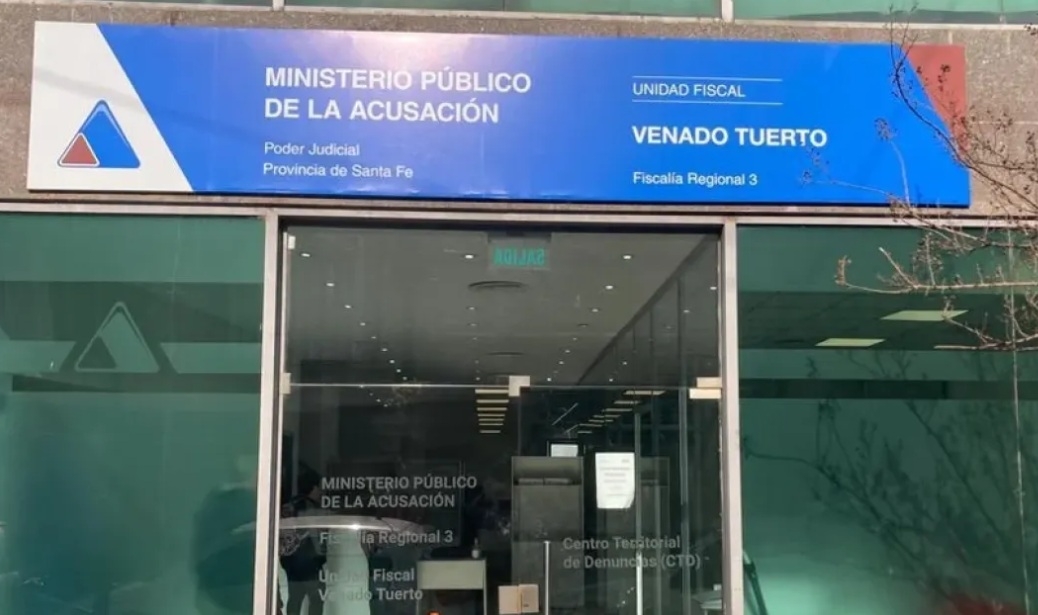 MINISTERIO PÚBLICO
DE LA ACUSACIÓN
Poder Judicial
Provincia de Santa Fe
UNIDAD FISCAL
VENADO TUERTO
Fiscalía Regional 3
SALIDA
MINISTERIO PÚBLICO
DE LA ACUSACIÓN
Fiscalía Regional 3
Unidad Fiscal
Venado Tuerto
Centro Territorial
de Denuncias (CTD)